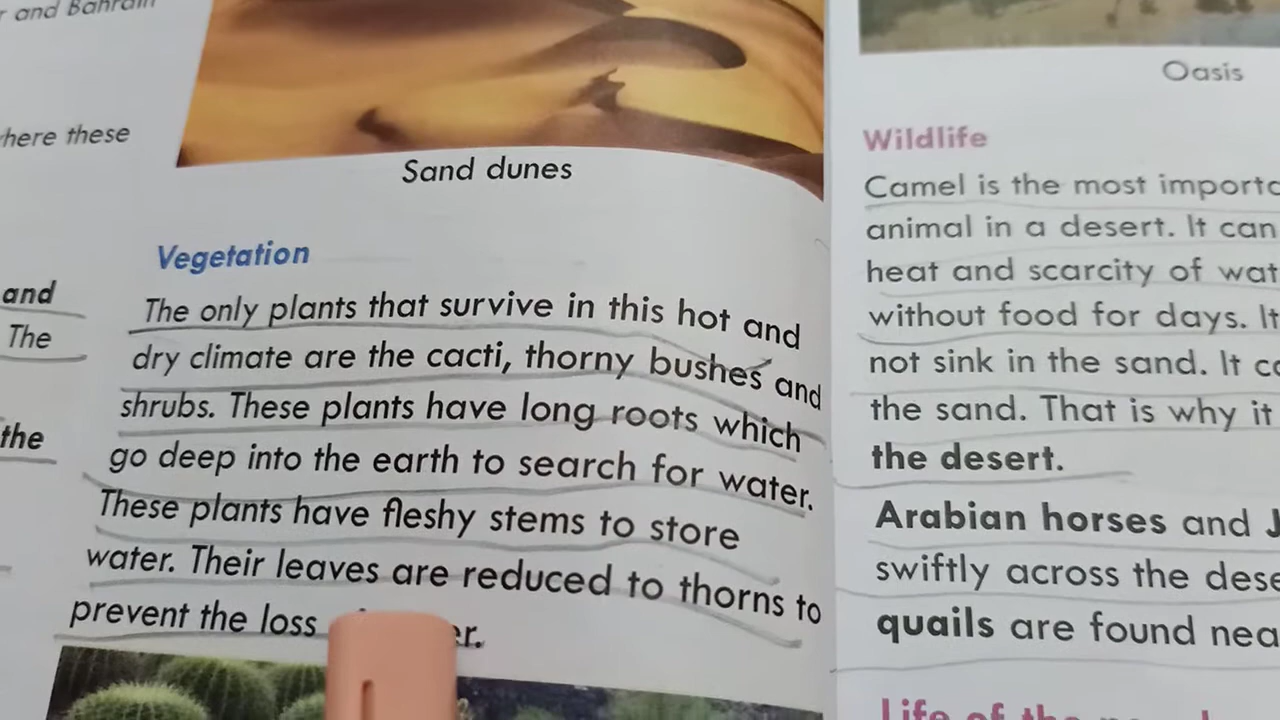 and Bahrain
where these
and
The
the
Sand dunes
Vegetation
The only plants that survive in this hot and
dry climate are the cacti, thorny bushes and
shrubs. These plants have long roots which
go deep into the earth to search for water.
These plants have fleshy stems to store
water. Their leaves are reduced to thorns to
prevent the loss
Oasis
Wildlife
Camel is the most
animal in a desert. It can
heat and scarcity of
without food for days. It
not sink in the sand. It
the sand. That is why it
the desert.
Arabian horses and
swiftly across the
quails are found
Life of the